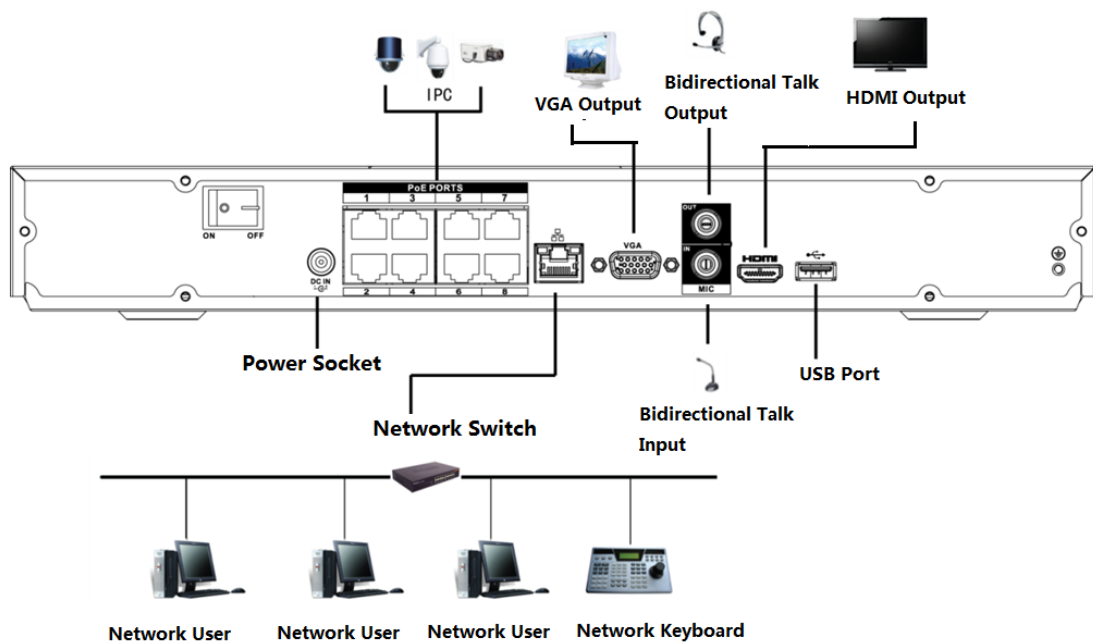 IPC
VGA Output
Bidirectional Talk
Output
HDMI Output
PoE PORTS
1 3 5 7
ON OFF
DC IN
2 4 6 8
VGA
OUT
IN
MIC
HDMI
Power Socket
Network Switch
Bidirectional Talk
Input
USB Port
Network User
Network User
Network User
Network Keyboard